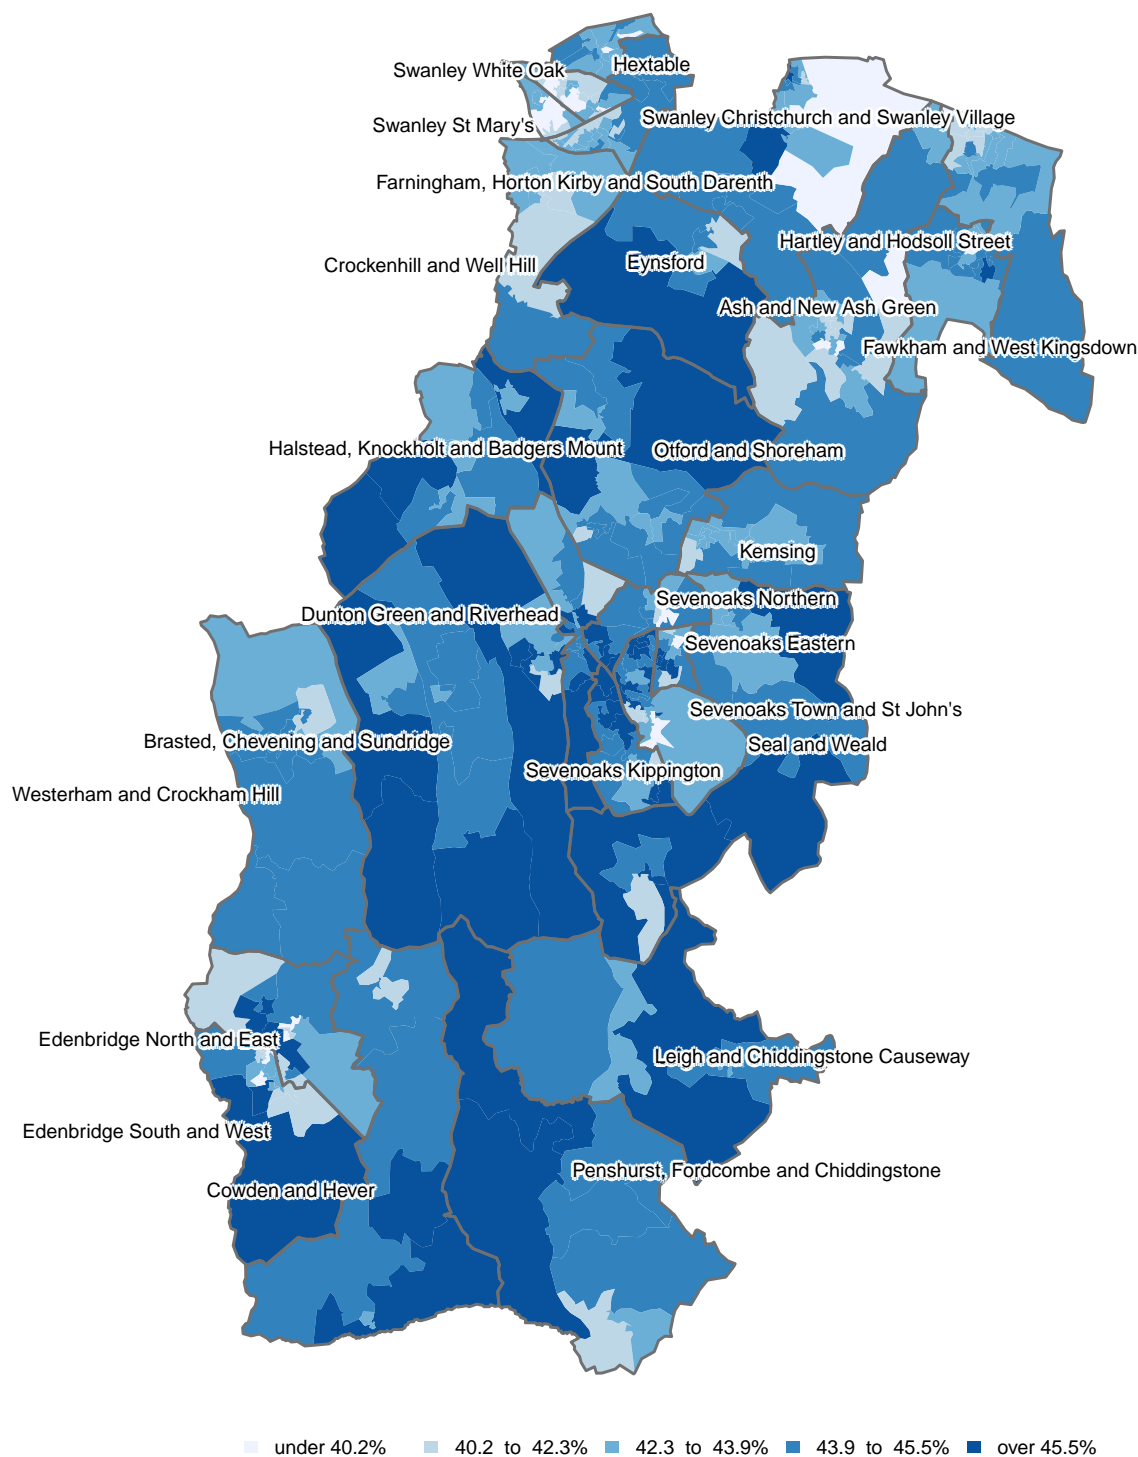 Hextable
Swanley White Oak
Swanley Christchurch and Swanley Village
Swanley St Mary's
Farningham, Horton Kirby and South Darenth
Hartley and Hodsoll Street
Crockenhill and Well Hill
Eynsford
Ash and New Ash Green
Fawkham and West Kingsdown
Halstead, Knockholt and Badgers Mount
Otford and Shoreham
Kemsing
Sevenoaks Northern
Dunton Green and Riverhead
Sevenoaks Eastern
Sevenoaks Town and St John's
Brasted, Chevening and Sundridge
Seal and Weald
Sevenoaks Kippington
Westerham and Crockham Hill
Edenbridge North and East
Leigh and Chiddingstone Causeway
Edenbridge South and West
Penshurst, Fordcombe and Chiddingstone
Cowden and Hever
under 40.2% 40.2 to 42.3% 42.3 to 43.9% 43.9 to 45.5% over 45.5%